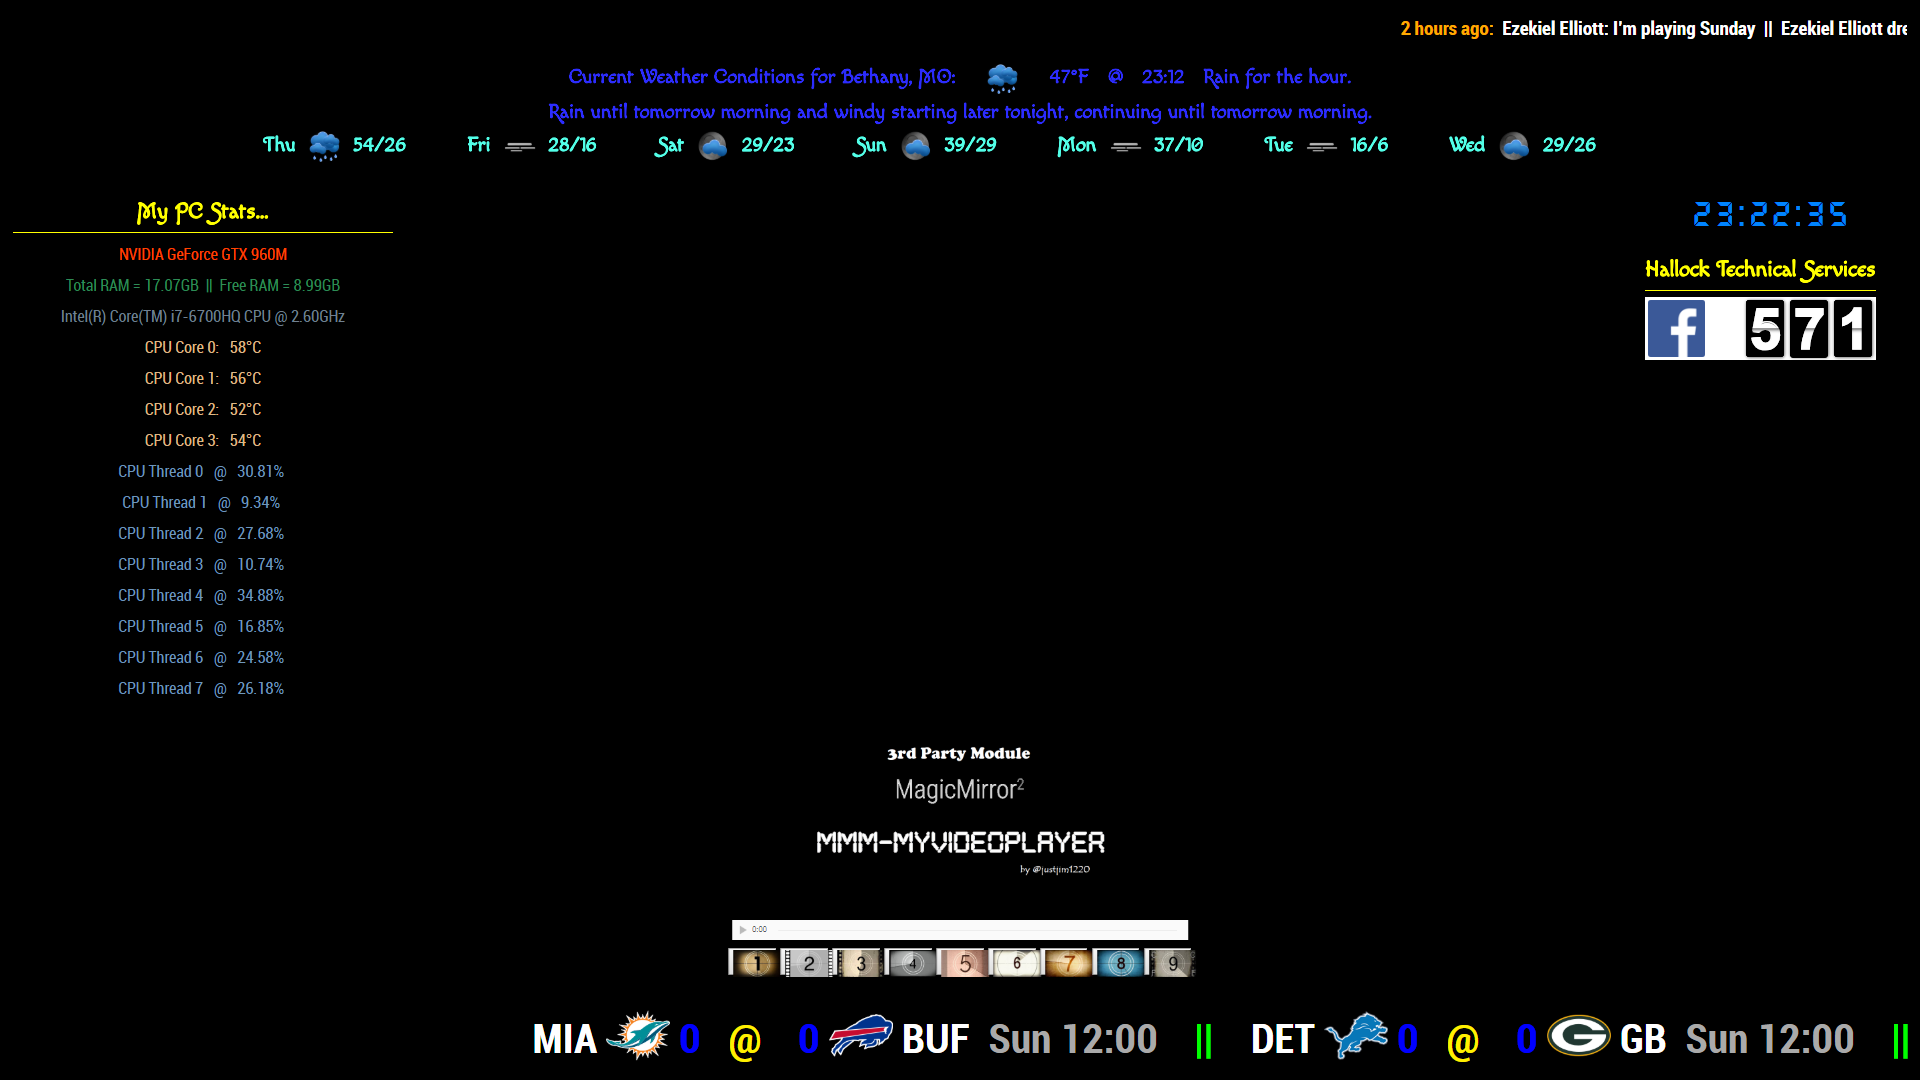 2 hours ago: Ezekiel Elliott: I'm playing Sunday || Ezekiel Elliott dre
Current Weather Conditions for Bethany, MO: 47°F @ 23:12 Rain for the hour.
Rain until tomorrow morning and windy starting later tonight, continuing until tomorrow morning.
Thu 54/26 Fri 28/16 Sat 29/23 Sun 39/29 Mon 37/10 Tue 16/6 Wed 29/26
My PC Stats...
NVIDIA GeForce GTX 960M
Total RAM = 17.07GB || Free RAM = 8.99GB
Intel(R) Core(TM) i7-6700HQ CPU @ 2.60GHz
CPU Core 0: 58°C
CPU Core 1: 56°C
CPU Core 2: 52°C
CPU Core 3: 54°C
CPU Thread 0 @ 30.81%
CPU Thread 1 @ 9.34%
CPU Thread 2 @ 27.68%
CPU Thread 3 @ 10.74%
CPU Thread 4 @ 34.88%
CPU Thread 5 @ 16.85%
CPU Thread 6 @ 24.58%
CPU Thread 7 @ 26.18%
23:22:35
Hallock Technical Services
f 571
3rd Party Module
MagicMirror²
MMM-MYVIDEOPLAYER
by @justjim1220
0:00
1 2 3 4 5 6 7 8 9
MIA 0 @ 0 BUF Sun 12:00 || DET 0 @ 0 G GB Sun 12:00 ||